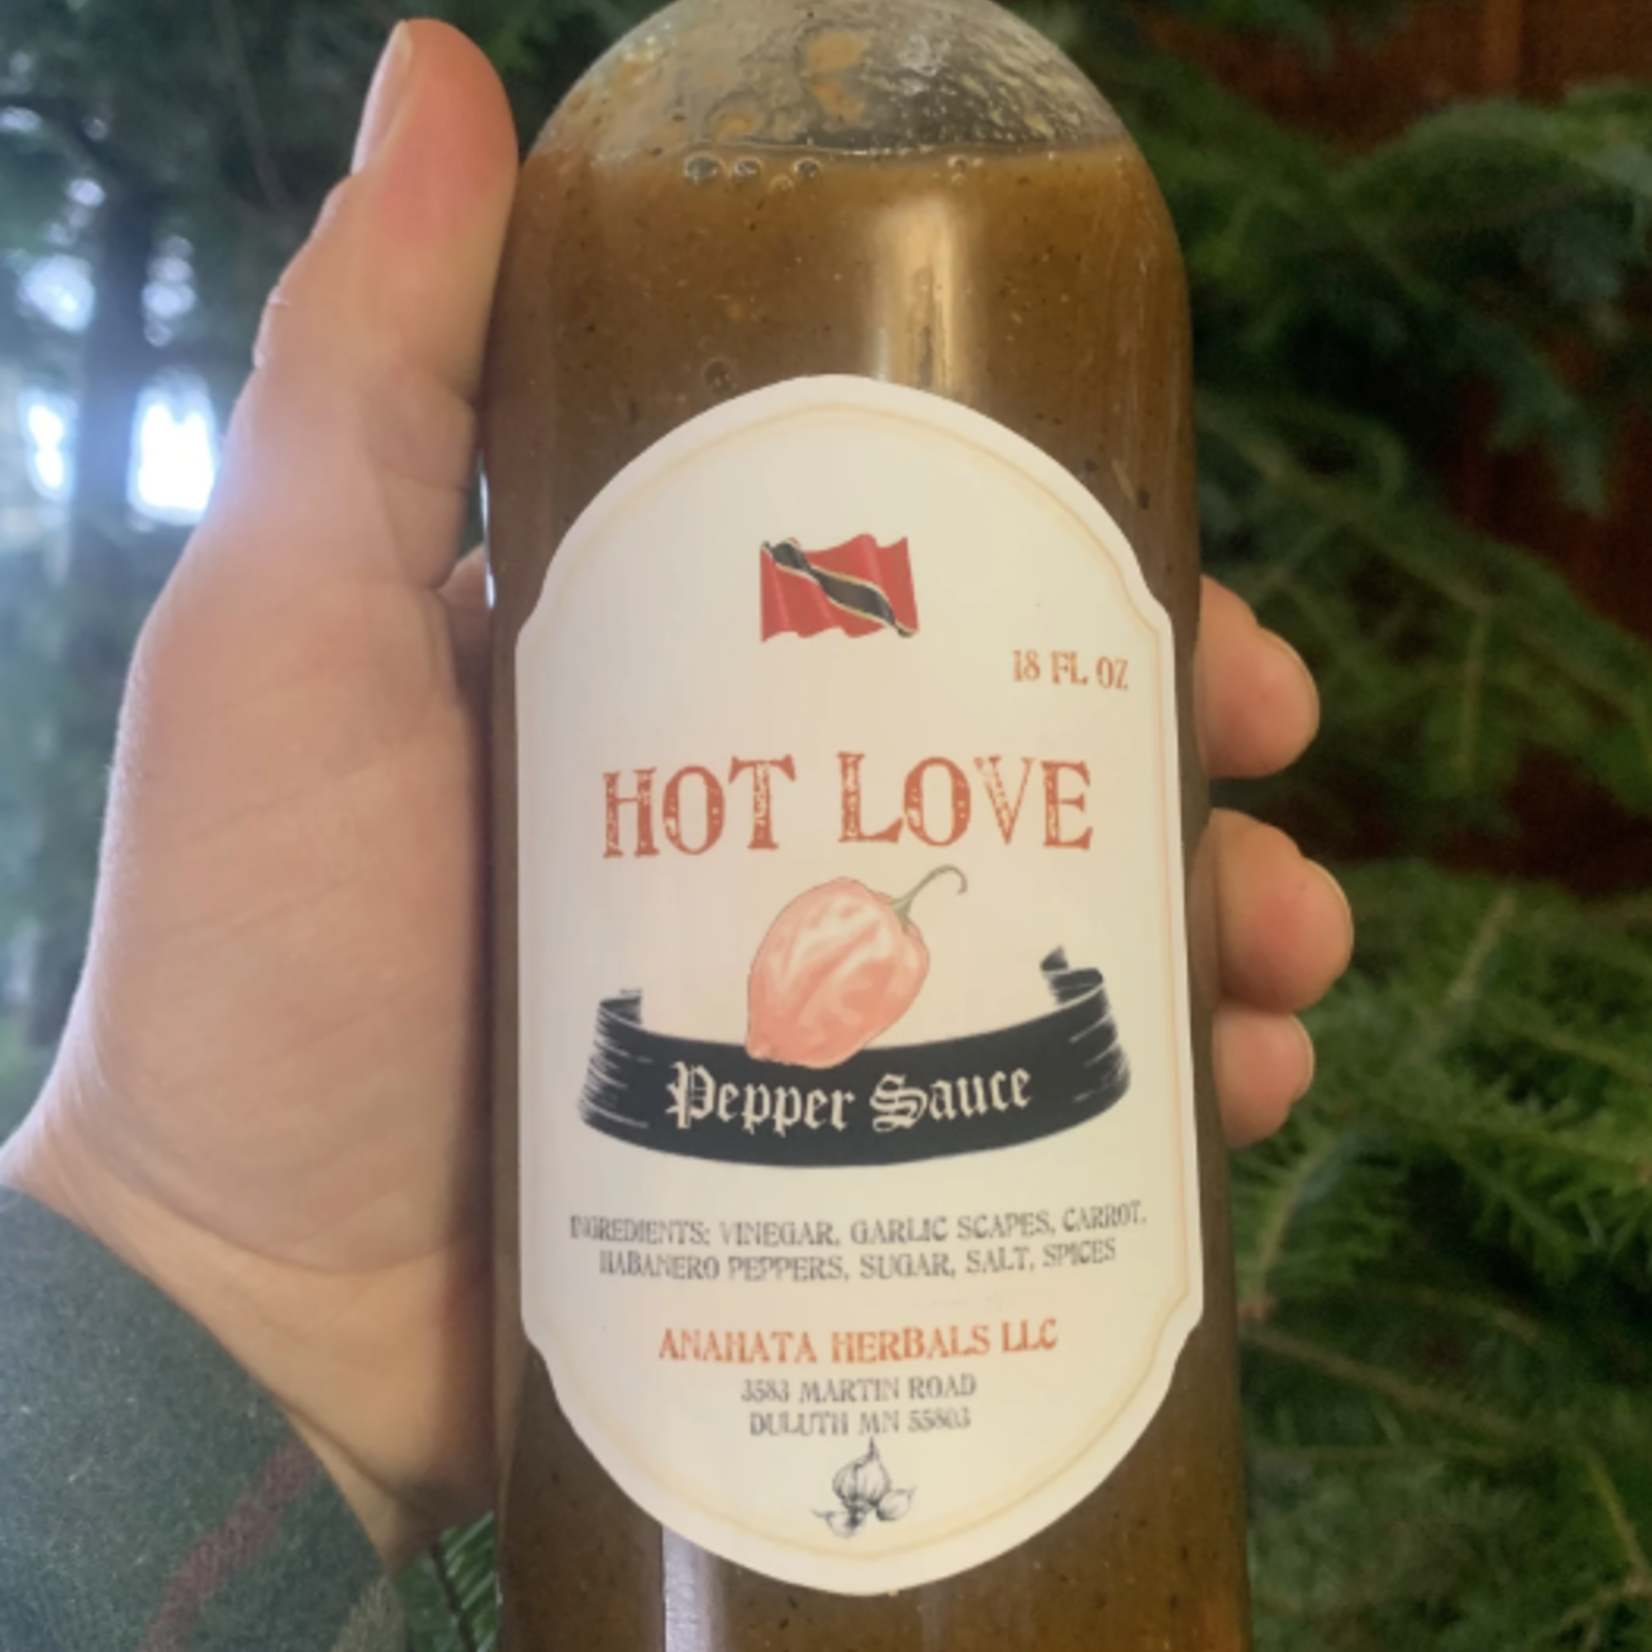 18 FL OZ
HOT LOVE
Pepper Sauce
INGREDIENTS: VINEGAR, GARLIC SCAPES, CARROT,
HABANERO PEPPERS, SUGAR, SALT, SPICES
ANAHATA HERBALS LLC
3583 MARTIN ROAD
DULUTH MN 55803